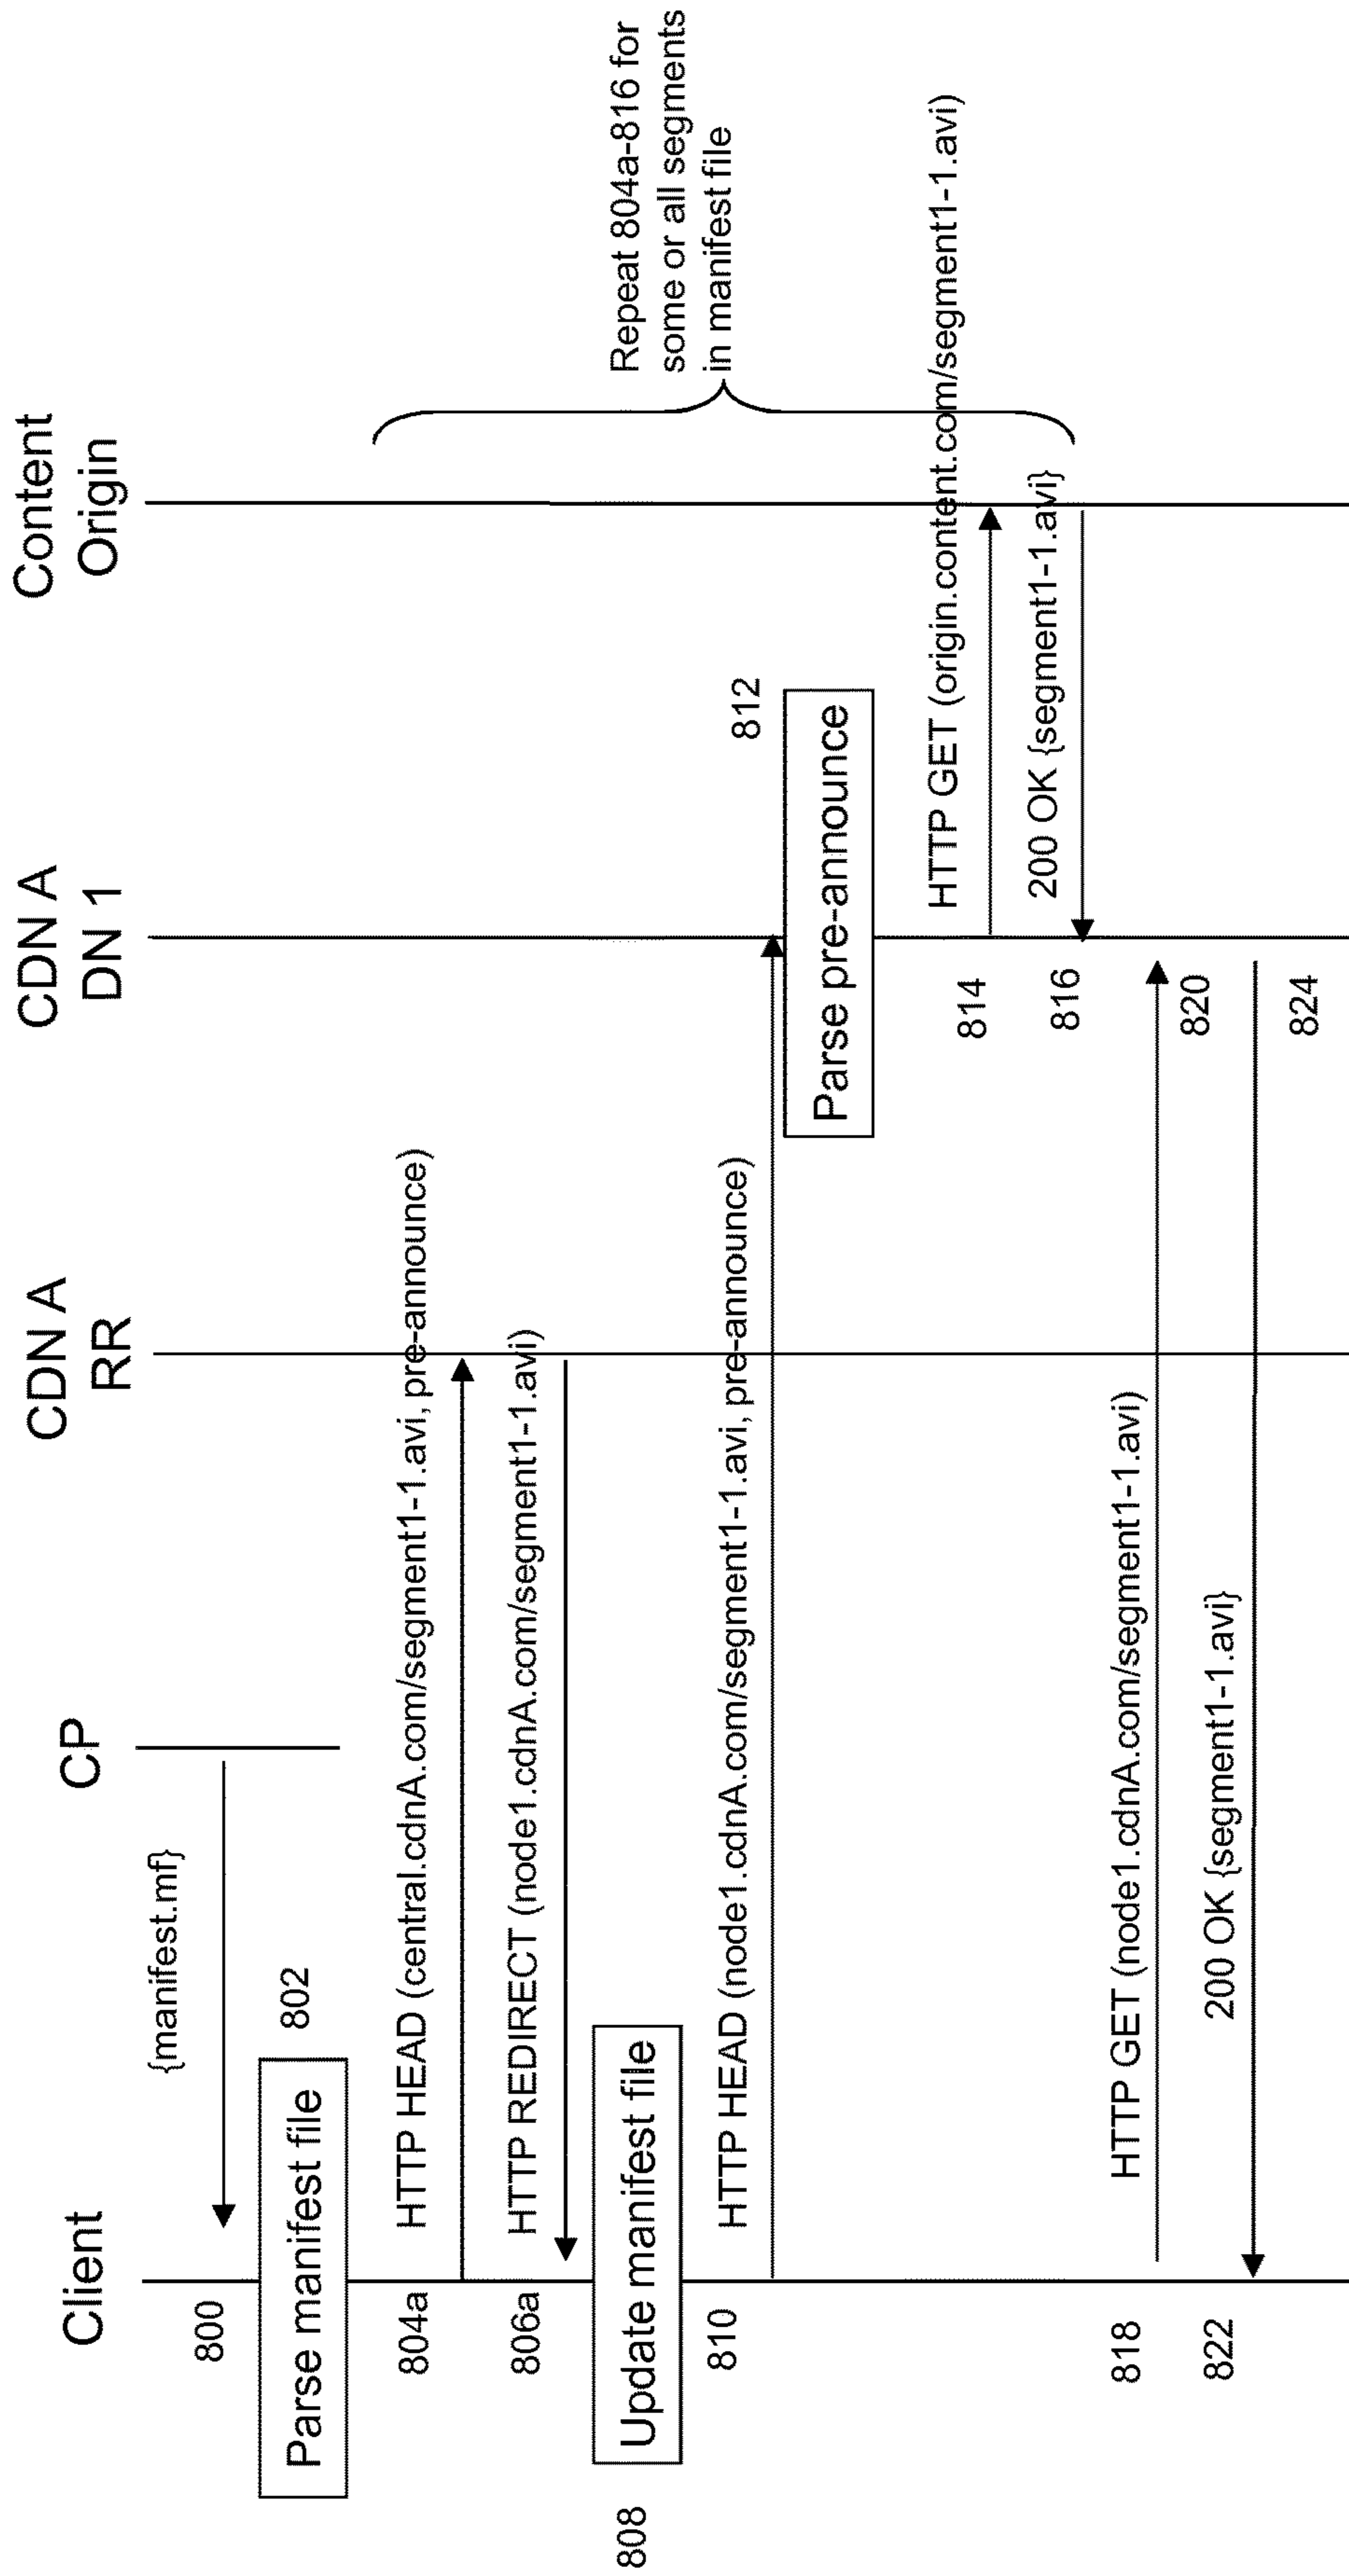 Client
CP
CDN A
RR
CDN A
DN 1
Content
Origin
800
{manifest.mf}
Parse manifest file
802
804a
HTTP HEAD (central.cdnA.com/segment1-1.avi, pre-announce)
806a
HTTP REDIRECT (node1.cdnA.com/segment1-1.avi)
808
Update manifest file
810
HTTP HEAD (node1.cdnA.com/segment1-1.avi, pre-announce)
812
Parse pre-announce
Repeat 804a-816 for
some or all segments
in manifest file
814
HTTP GET (origin.content.com/segment1-1.avi)
816
200 OK {segment1-1.avi}
818
HTTP GET (node1.cdnA.com/segment1-1.avi)
820
822
200 OK {segment1-1.avi}
824